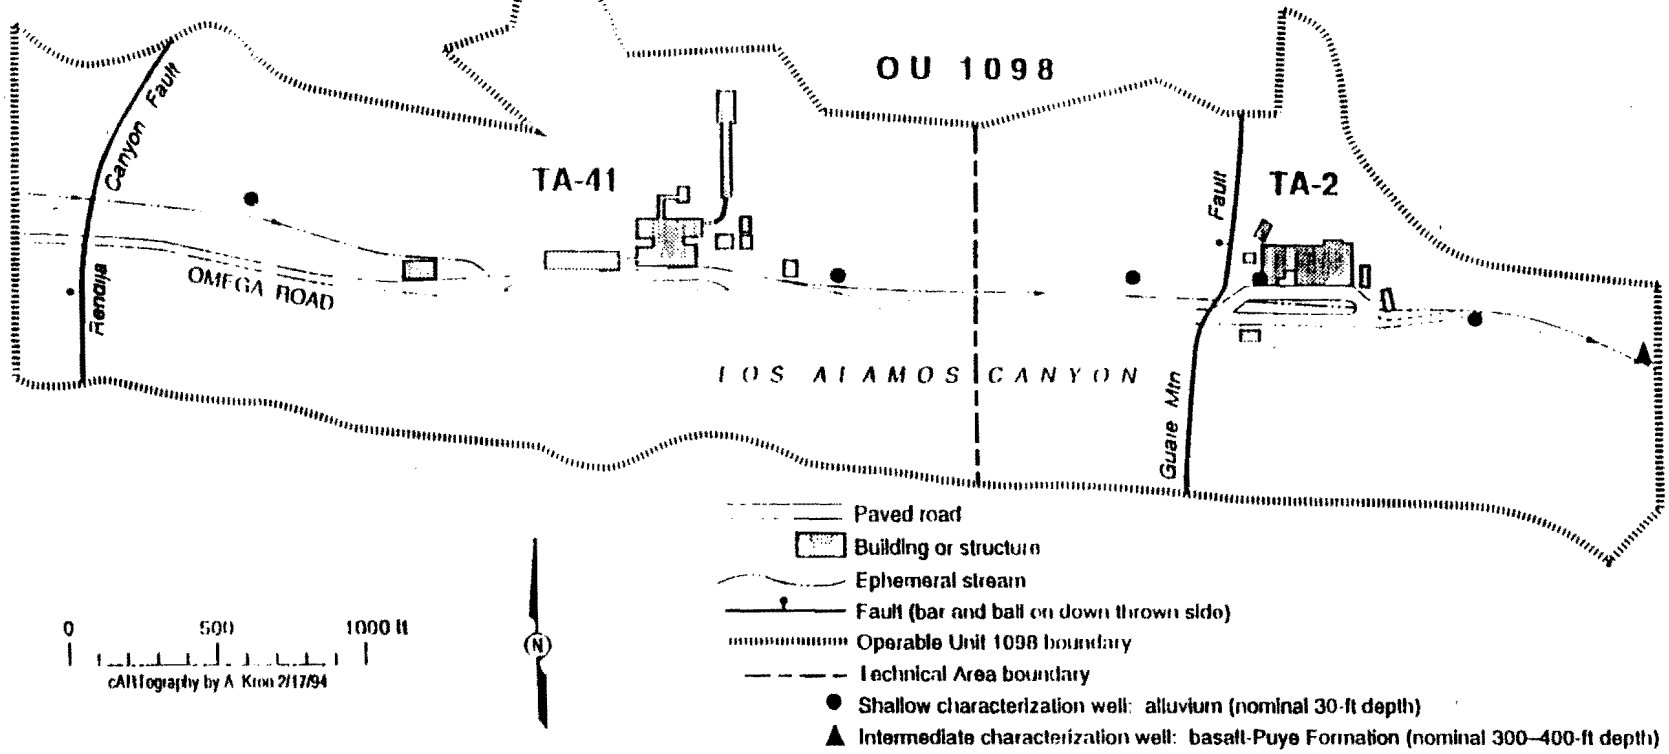 OU 1098
Rendija Canyon Fault
TA-41
Fault
TA-2
OMEGA ROAD
LOS ALAMOS CANYON
Guaje Mtn
Paved road
Building or structure
Ephemeral stream
Fault (bar and ball on down thrown side)
Operable Unit 1098 boundary
Technical Area boundary
Shallow characterization well: alluvium (nominal 30-ft depth)
Intermediate characterization well: basalt-Puye Formation (nominal 300–400-ft depth)
0 500 1000 ft
cARTography by A. Kron 2/17/94
N